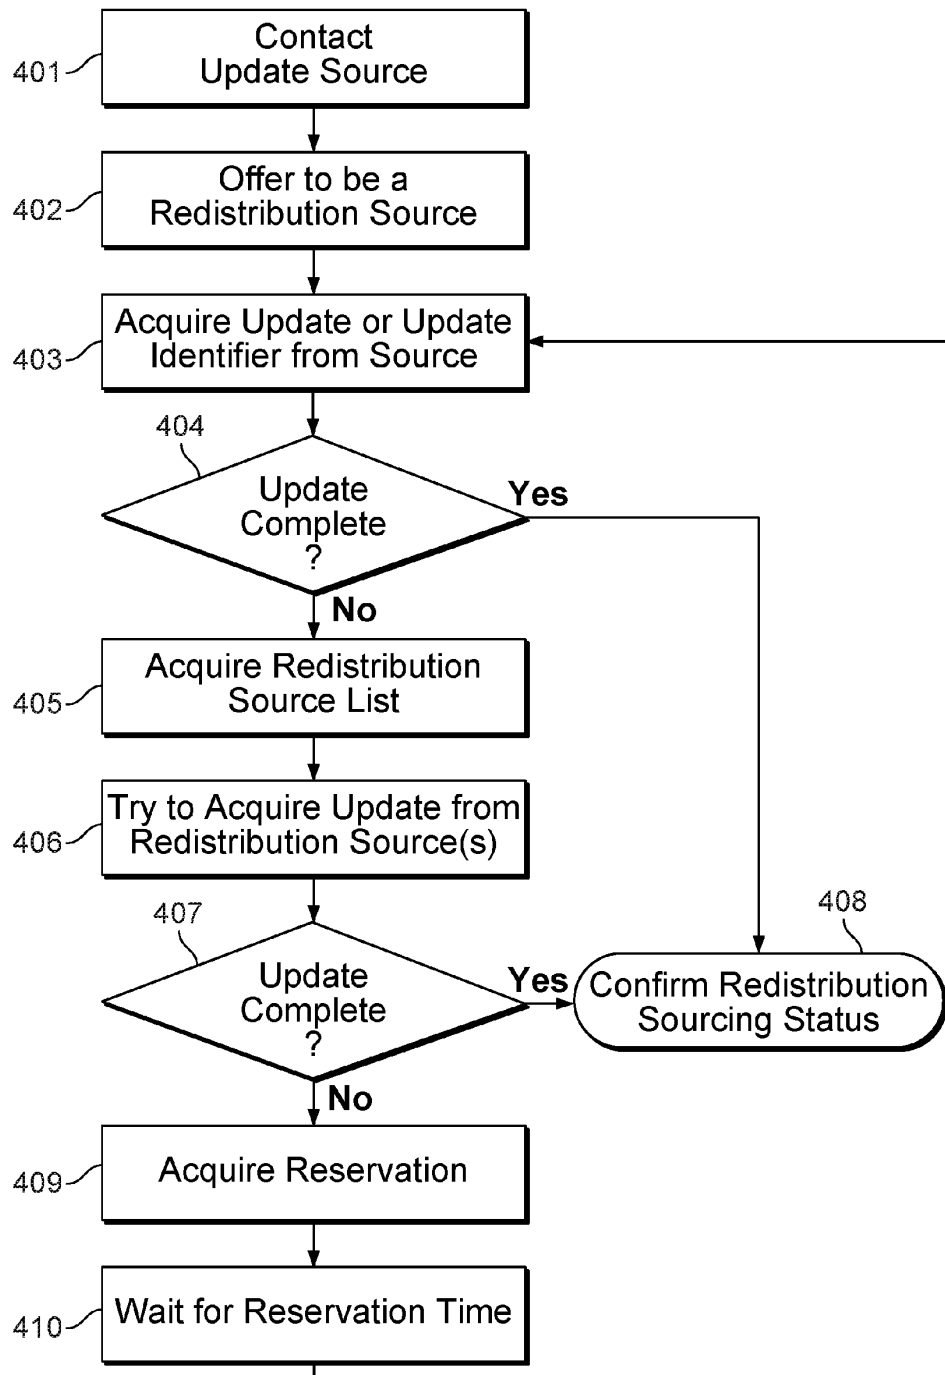 401
Contact
Update Source
402
Offer to be a
Redistribution Source
403
Acquire Update or Update
Identifier from Source
404
Update
Complete
?
Yes
No
405
Acquire Redistribution
Source List
406
Try to Acquire Update from
Redistribution Source(s)
407
Update
Complete
?
Yes
408
Confirm Redistribution
Sourcing Status
No
409
Acquire Reservation
410
Wait for Reservation Time